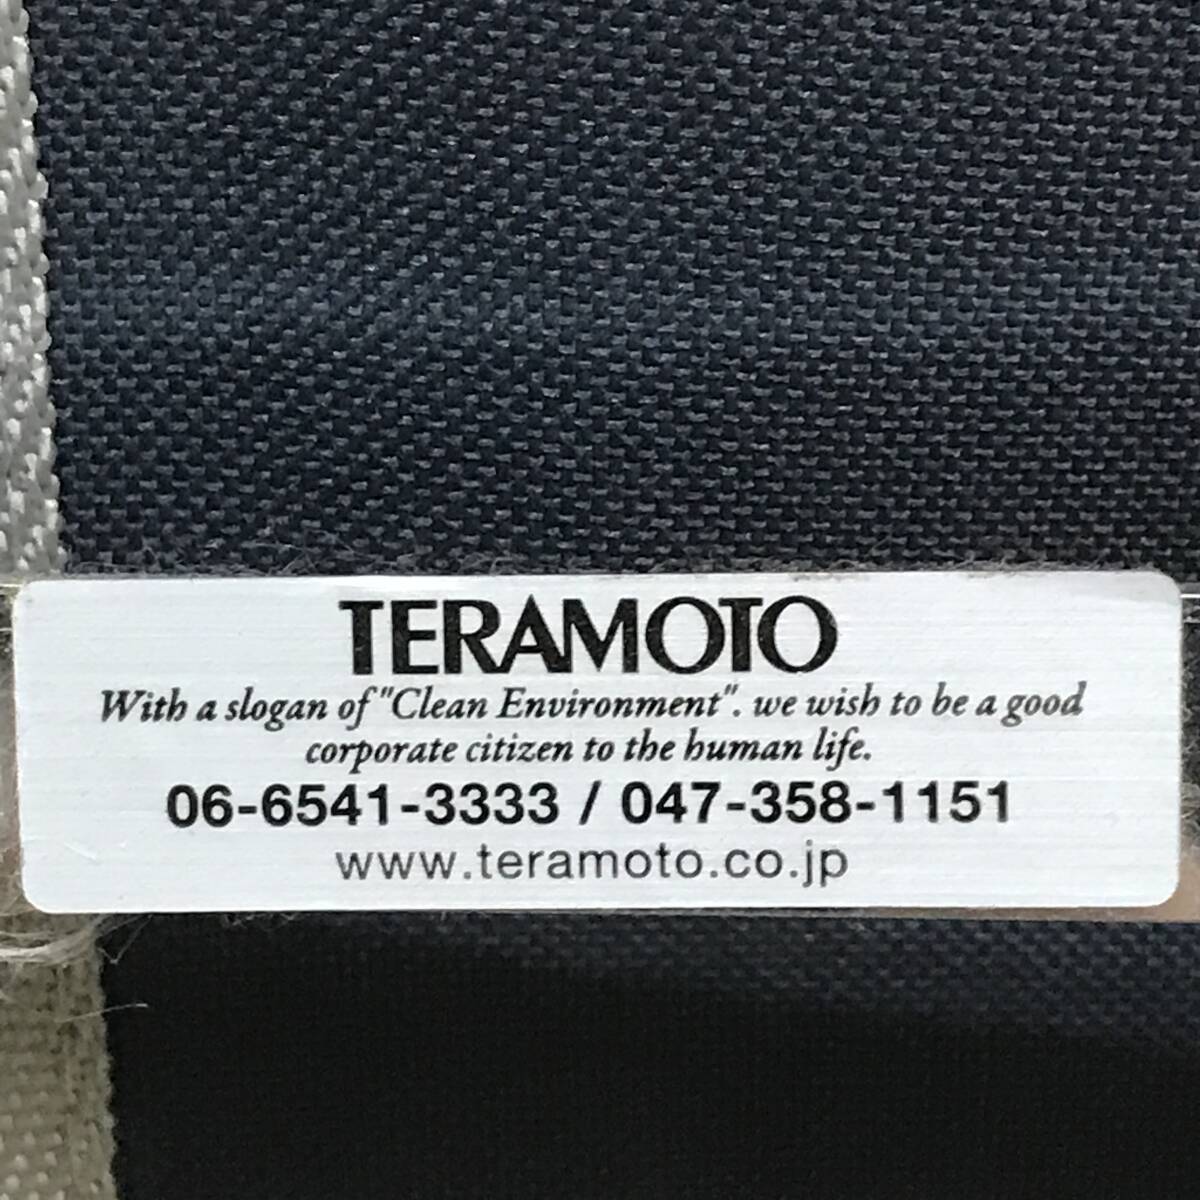 TERAMOTO
With a slogan of "Clean Environment". we wish to be a good
corporate citizen to the human life.
06-6541-3333 / 047-358-1151
www.teramoto.co.jp